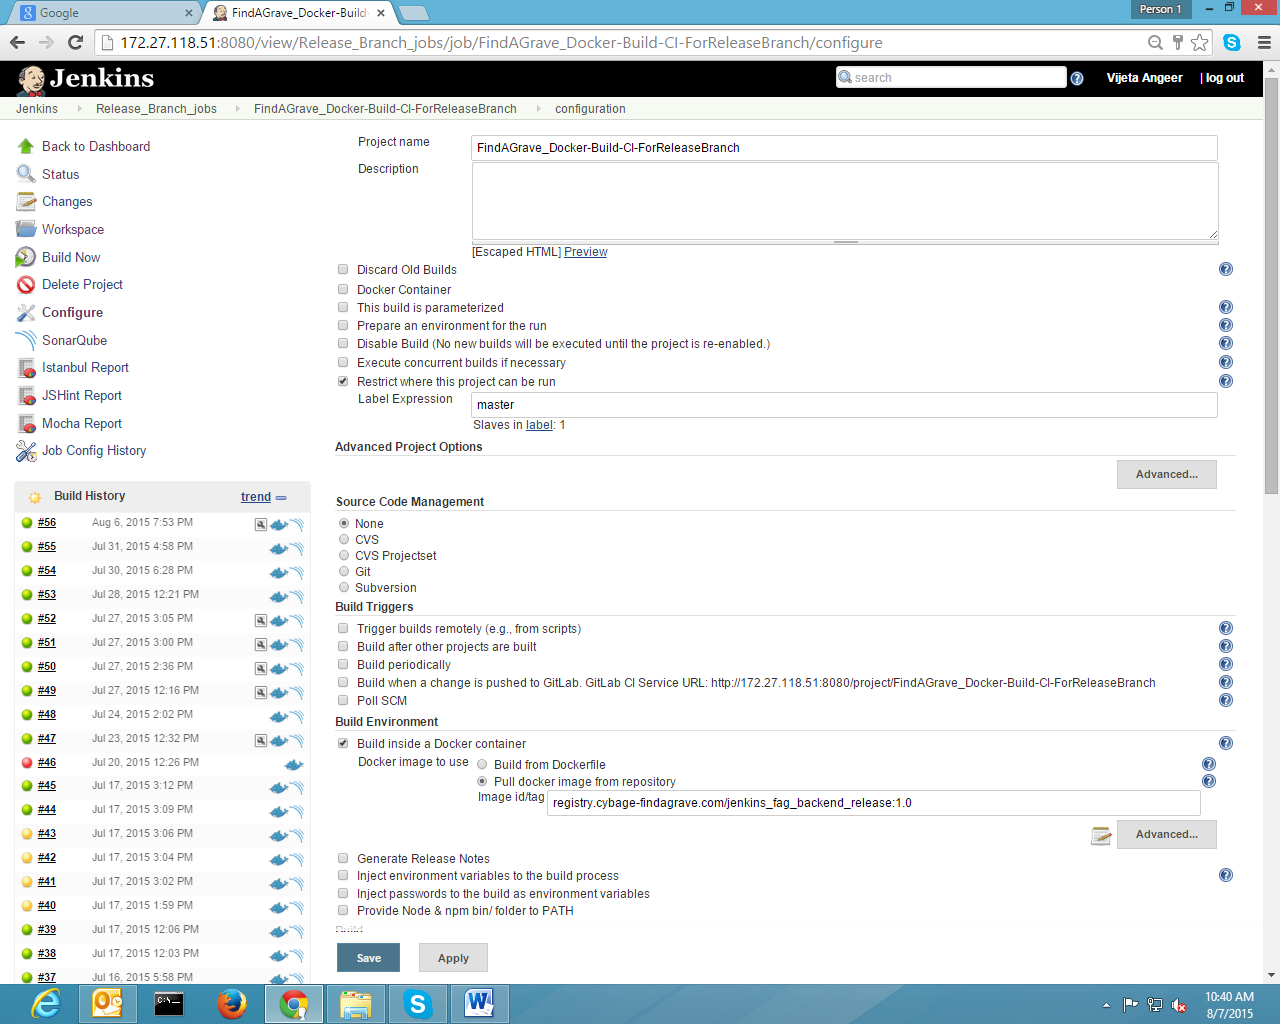 Google
FindAGrave_Docker-Build-
Person 1
172.27.118.51:8080/view/Release_Branch_jobs/job/FindAGrave_Docker-Build-CI-ForReleaseBranch/configure
Jenkins
search
Vijeta Angeer
| log out
Jenkins
Release_Branch_jobs
FindAGrave_Docker-Build-CI-ForReleaseBranch
configuration
Back to Dashboard
Status
Changes
Workspace
Build Now
Delete Project
Configure
SonarQube
Istanbul Report
JSHint Report
Mocha Report
Job Config History
Build History
trend
#56 Aug 6, 2015 7:53 PM
#55 Jul 31, 2015 4:58 PM
#54 Jul 30, 2015 6:28 PM
#53 Jul 28, 2015 12:21 PM
#52 Jul 27, 2015 3:05 PM
#51 Jul 27, 2015 3:00 PM
#50 Jul 27, 2015 2:36 PM
#49 Jul 27, 2015 12:16 PM
#48 Jul 24, 2015 2:02 PM
#47 Jul 23, 2015 12:32 PM
#46 Jul 20, 2015 12:26 PM
#45 Jul 17, 2015 3:12 PM
#44 Jul 17, 2015 3:09 PM
#43 Jul 17, 2015 3:06 PM
#42 Jul 17, 2015 3:04 PM
#41 Jul 17, 2015 3:02 PM
#40 Jul 17, 2015 1:59 PM
#39 Jul 17, 2015 12:06 PM
#38 Jul 17, 2015 12:03 PM
#37 Jul 16, 2015 5:58 PM
Project name
FindAGrave_Docker-Build-CI-ForReleaseBranch
Description
[Escaped HTML] Preview
Discard Old Builds
Docker Container
This build is parameterized
Prepare an environment for the run
Disable Build (No new builds will be executed until the project is re-enabled.)
Execute concurrent builds if necessary
Restrict where this project can be run
Label Expression
master
Slaves in label: 1
Advanced Project Options
Advanced...
Source Code Management
None
CVS
CVS Projectset
Git
Subversion
Build Triggers
Trigger builds remotely (e.g., from scripts)
Build after other projects are built
Build periodically
Build when a change is pushed to GitLab. GitLab CI Service URL: http://172.27.118.51:8080/project/FindAGrave_Docker-Build-CI-ForReleaseBranch
Poll SCM
Build Environment
Build inside a Docker container
Docker image to use
Build from Dockerfile
Pull docker image from repository
Image id/tag
registry.cybage-findagrave.com/jenkins_fag_backend_release:1.0
Advanced...
Generate Release Notes
Inject environment variables to the build process
Inject passwords to the build as environment variables
Provide Node & npm bin/ folder to PATH
Save
Apply
10:40 AM
8/7/2015